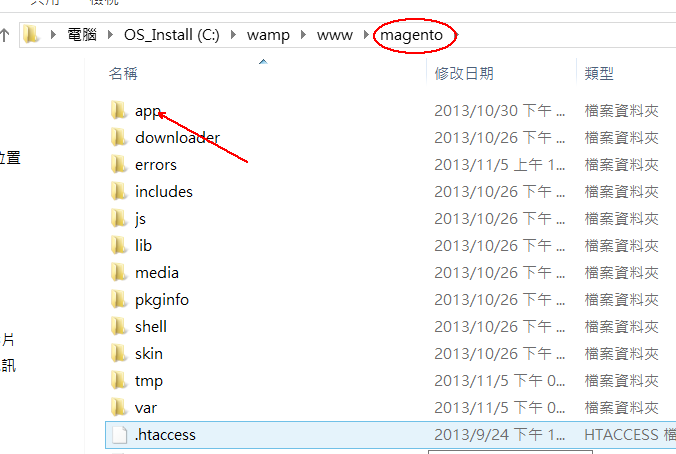 共用 檢視
電腦 OS_Install (C:) wamp www magento
名稱 修改日期 類型
app 2013/10/30 下午 ... 檔案資料夾
downloader 2013/10/26 下午 ... 檔案資料夾
errors 2013/11/5 上午 1... 檔案資料夾
位置
includes 2013/10/26 下午 ... 檔案資料夾
js 2013/10/26 下午 ... 檔案資料夾
lib 2013/10/26 下午 ... 檔案資料夾
media 2013/10/26 下午 ... 檔案資料夾
pkginfo 2013/10/26 下午 ... 檔案資料夾
shell 2013/10/26 下午 ... 檔案資料夾
片
skin 2013/10/26 下午 ... 檔案資料夾
訊
tmp 2013/11/5 下午 0... 檔案資料夾
var 2013/11/5 下午 0... 檔案資料夾
.htaccess 2013/9/24 下午 1... HTACCESS 檔